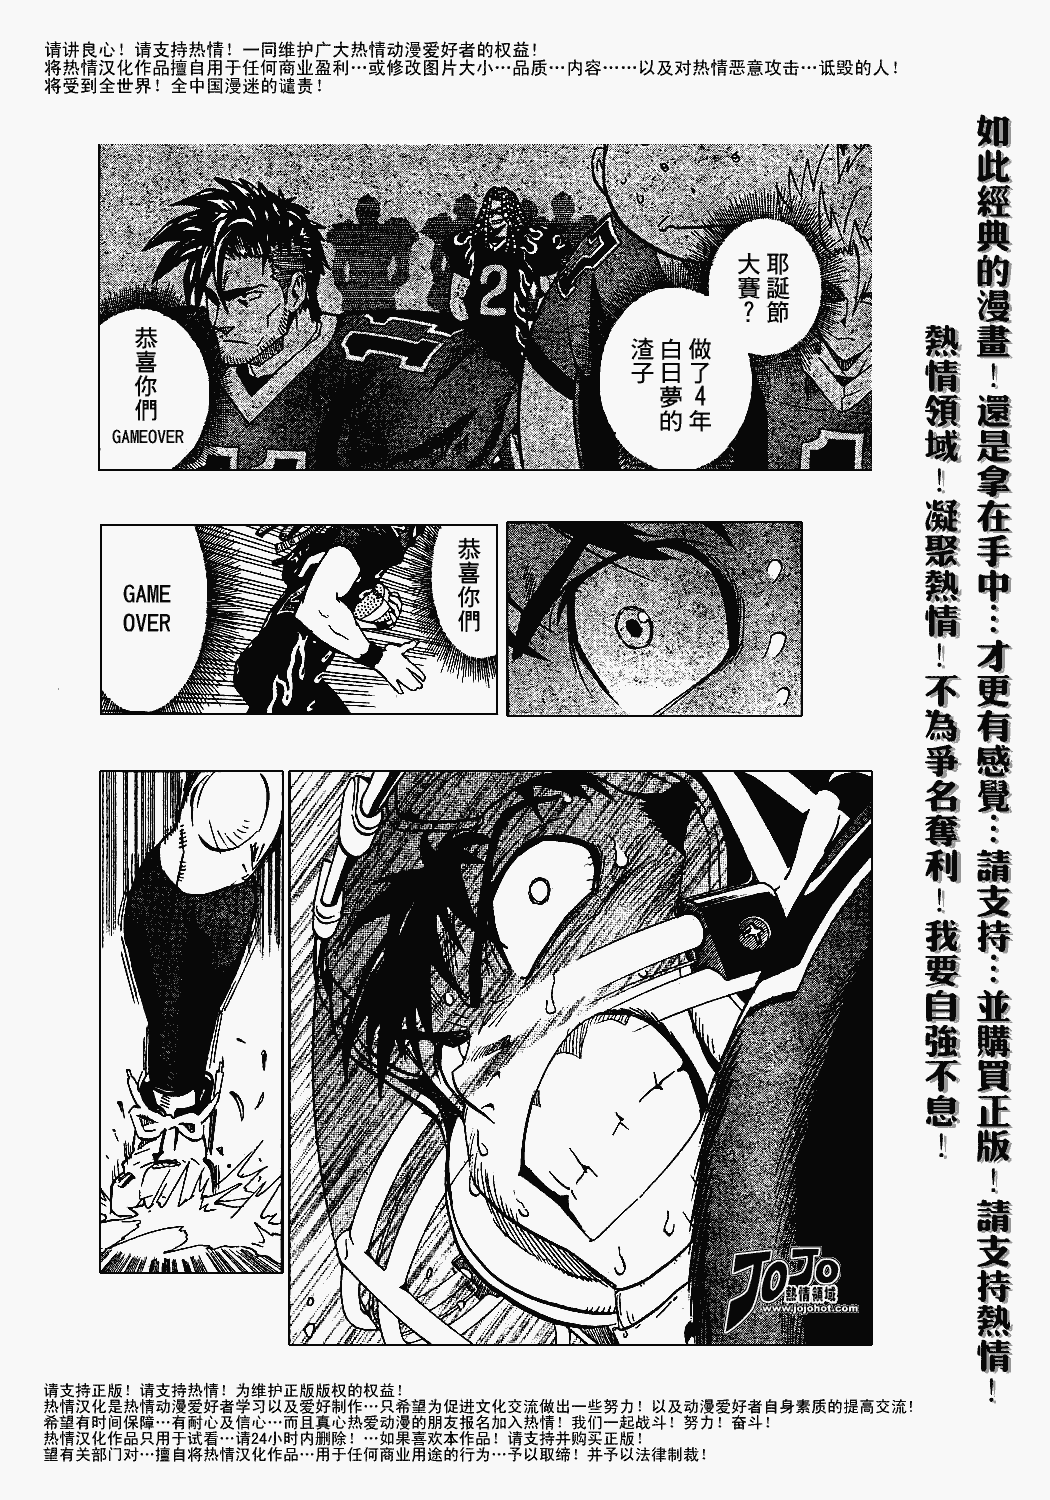 请讲良心！请支持热情！一同维护广大热情动漫爱好者的权益！
将热情汉化作品擅自用于任何商业盈利…或修改图片大小…品质…内容……以及对热情恶意攻击…诋毁的人！
将受到全世界！全中国漫迷的谴责！
如此經典的漫畫！還是拿在手中…才更有感覺…請支持…並購買正版！請支持熱情！
熱情領域！凝聚熱情！不為爭名奪利！我要自強不息！
耶誕節
大賽？
做了4年
白日夢的
渣子
2
恭喜你們
GAMEOVER
恭喜你們
GAME
OVER
JOJO
熱情領域
www.jojohot.com
请支持正版！请支持热情！为维护正版版权的权益！
热情汉化是热情动漫爱好者学习以及爱好制作…只希望为促进文化交流做出一些努力！以及动漫爱好者自身素质的提高交流！
希望有时间保障…有耐心及信心…而且真心热爱动漫的朋友报名加入热情！我们一起战斗！努力！奋斗！
热情汉化作品只用于试看…请24小时内删除！…如果喜欢本作品！请支持并购买正版！
望有关部门对…擅自将热情汉化作品…用于任何商业用途的行为…予以取缔！并予以法律制裁！